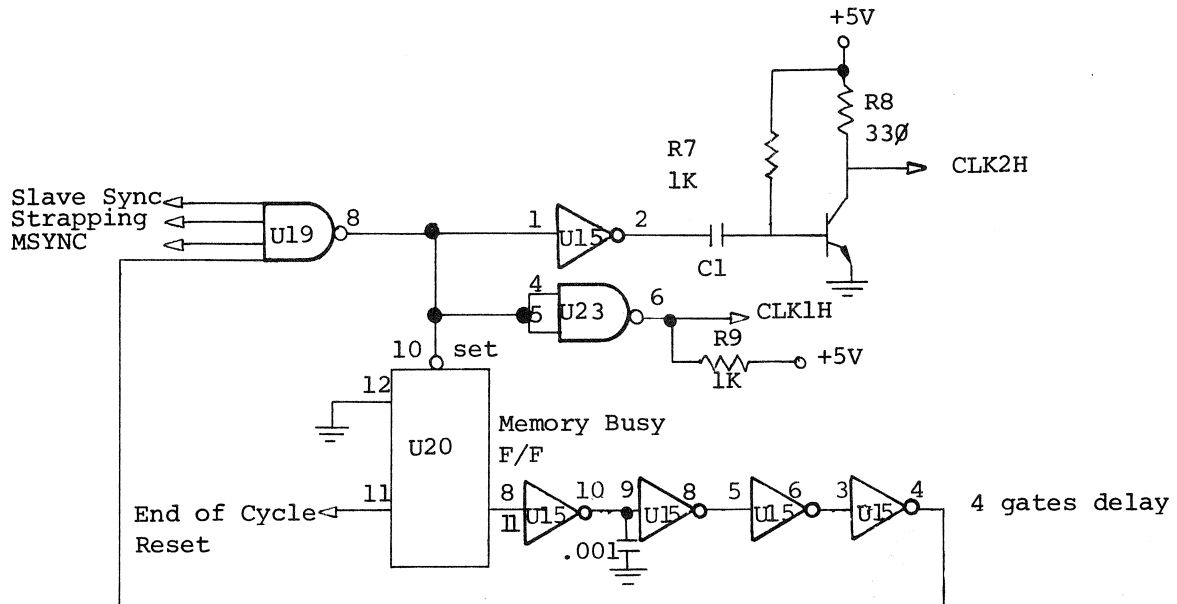 +5V
R8
330
R7
1K
CLK2H
Slave Sync
Strapping
MSYNC
U19
8
1
U15
2
C1
4
5
U23
6
CLK1H
R9
1K
+5V
10
set
12
U20
Memory Busy
F/F
11
End of Cycle
Reset
8
11
U15
10
9
U15
8
5
U15
6
3
U15
4
4 gates delay
.001